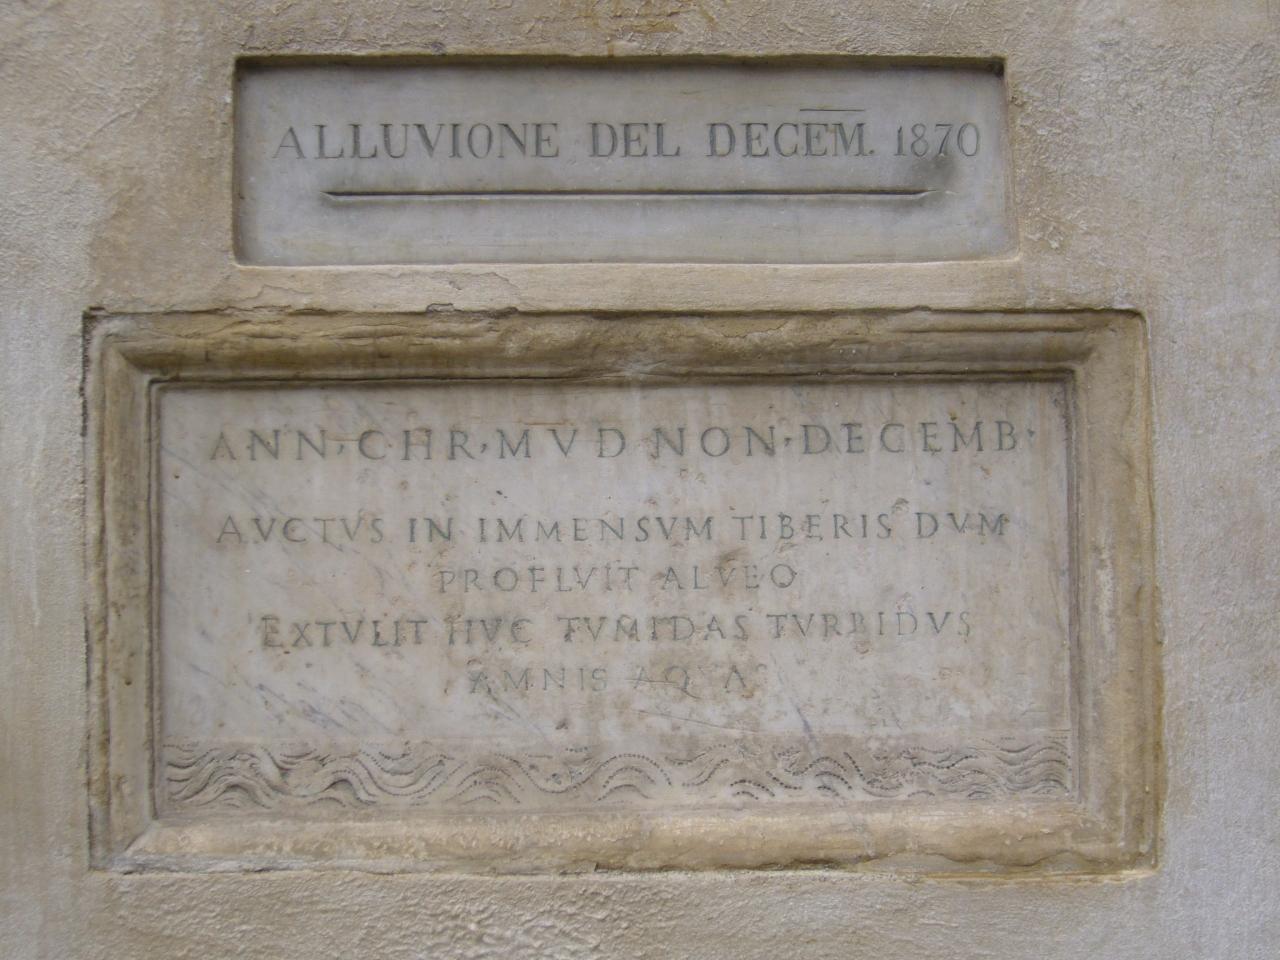 ALLUVIONE DEL DECEM. 1870
ANN·CHR·MVD NON·DECEMB·
AVCTVS IN IMMENSVM TIBERIS DVM
PROFLVIT ALVEO
EXTVLIT HVC TVMIDAS TVRBIDVS
AMNIS AQVA